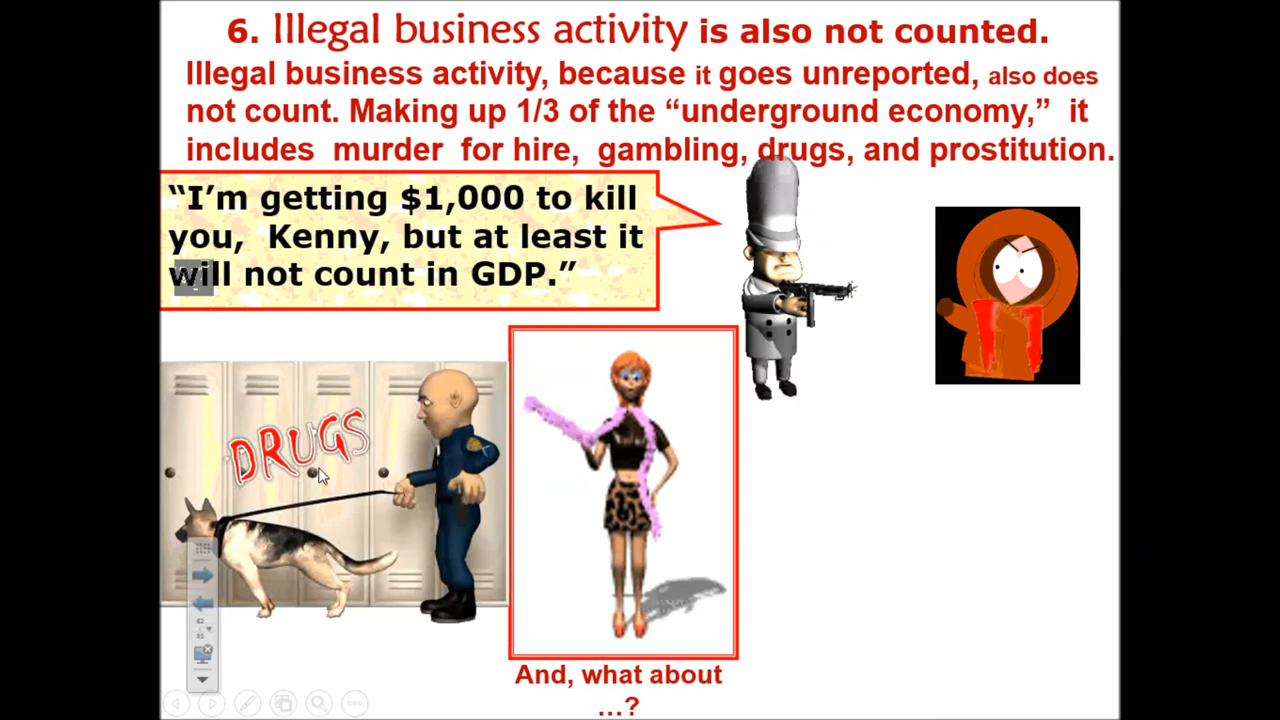 6. Illegal business activity is also not counted.
Illegal business activity, because it goes unreported, also does
not count. Making up 1/3 of the “underground economy,” it
includes murder for hire, gambling, drugs, and prostitution.
“I’m getting $1,000 to kill
you, Kenny, but at least it
will not count in GDP.”
DRUGS
And, what about
…?